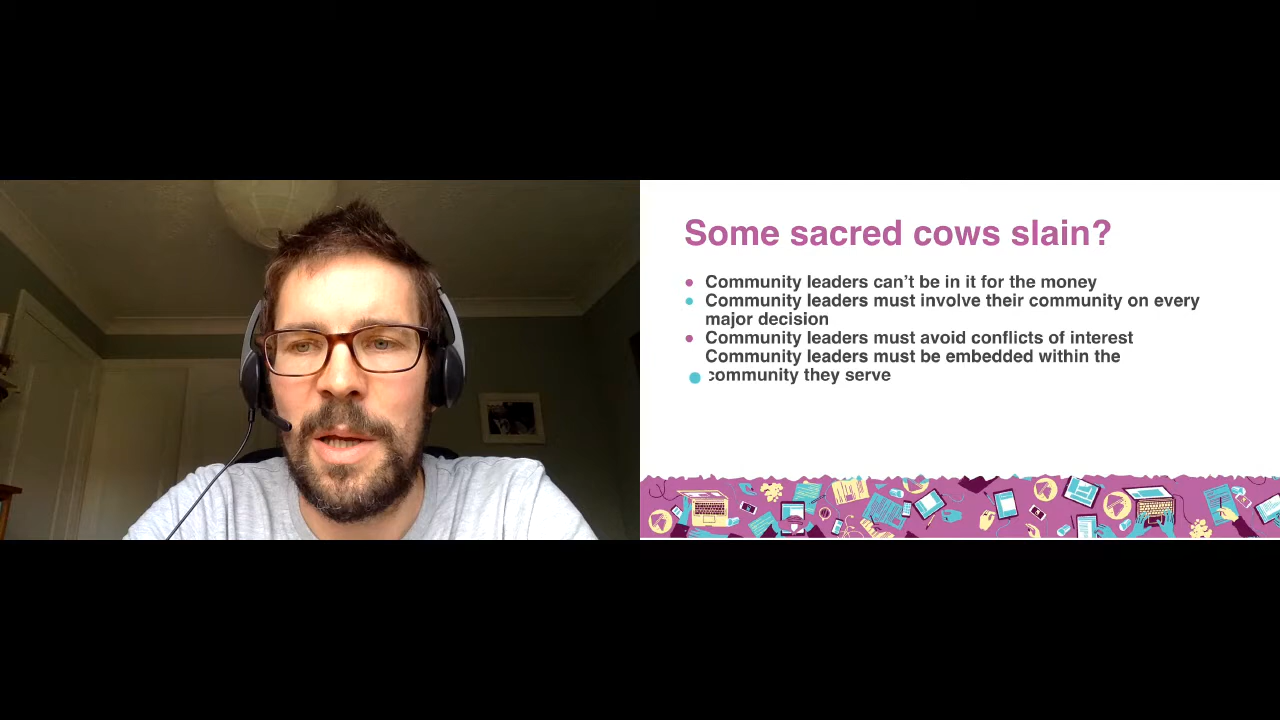 Some sacred cows slain?
Community leaders can't be in it for the money
Community leaders must involve their community on every
major decision
Community leaders must avoid conflicts of interest
Community leaders must be embedded within the
community they serve